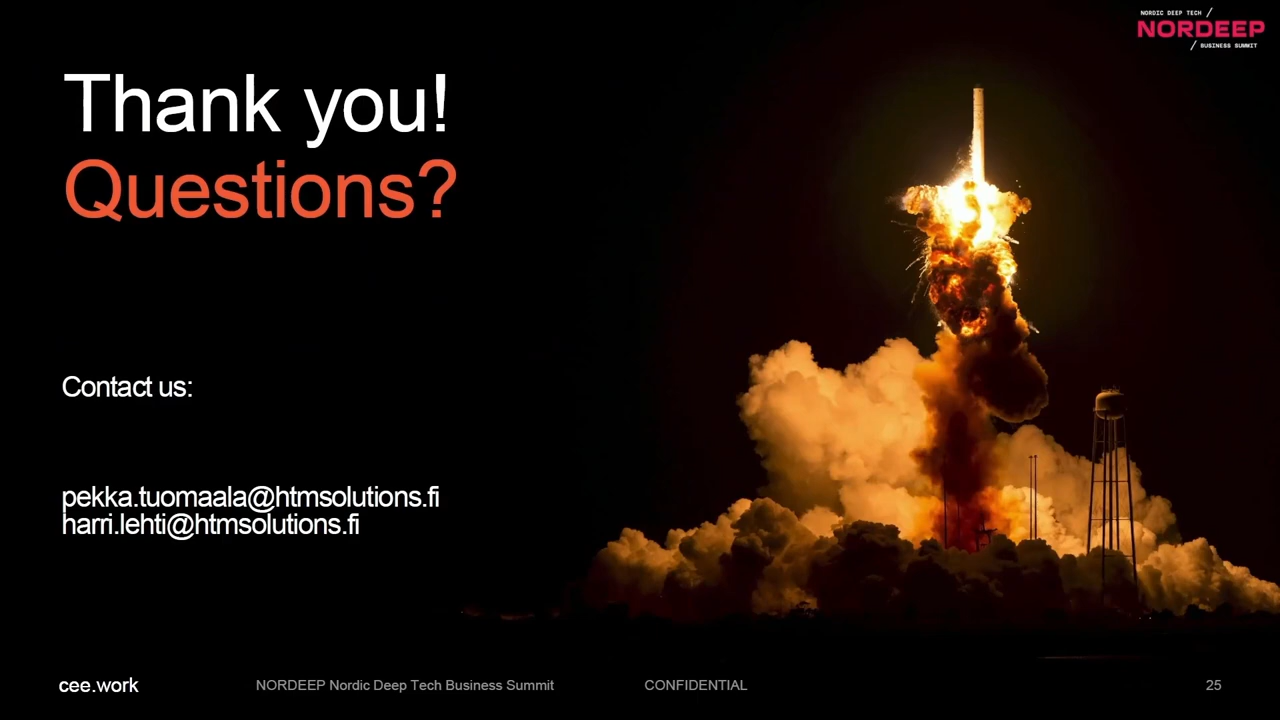 NORDIC DEEP TECH /
NORDEEP
/ BUSINESS SUMMIT
Thank you!
Questions?
Contact us:
pekka.tuomaala@htmsolutions.fi
harri.lehti@htmsolutions.fi
cee.work
NORDEEP Nordic Deep Tech Business Summit
CONFIDENTIAL
25